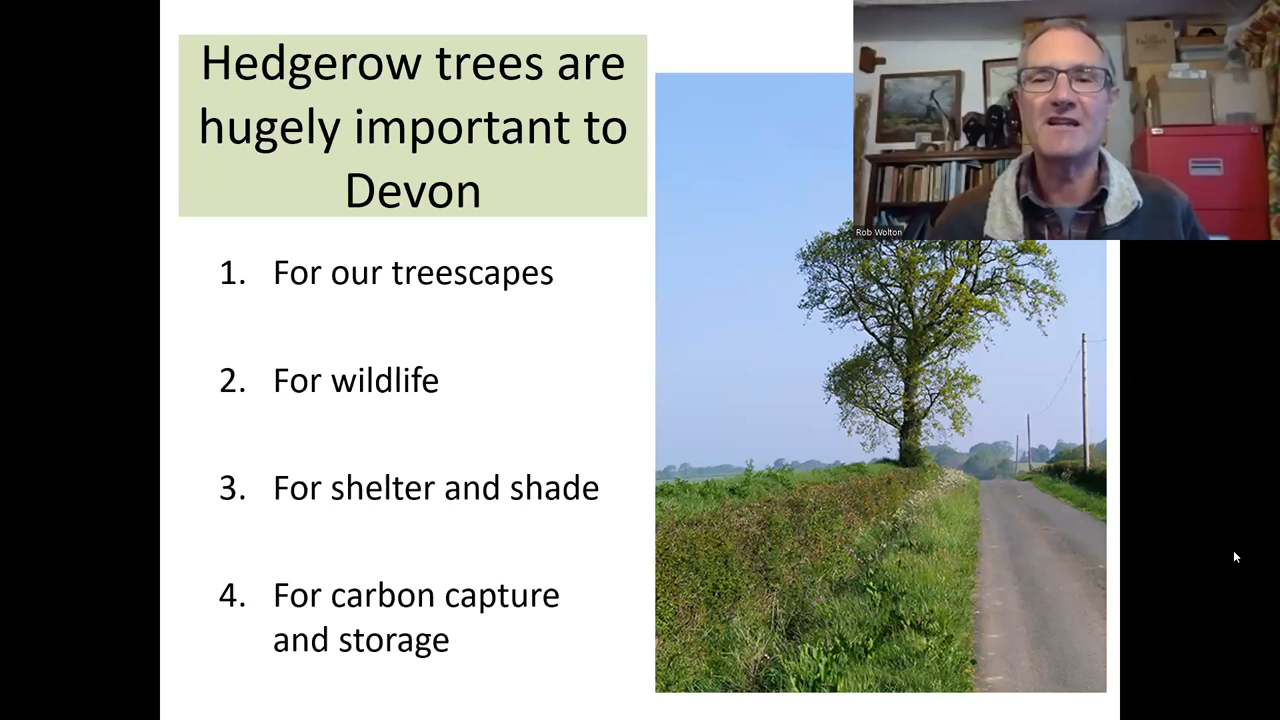 Hedgerow trees are
hugely important to
Devon
1. For our treescapes
2. For wildlife
3. For shelter and shade
4. For carbon capture
and storage
Rob Wolton